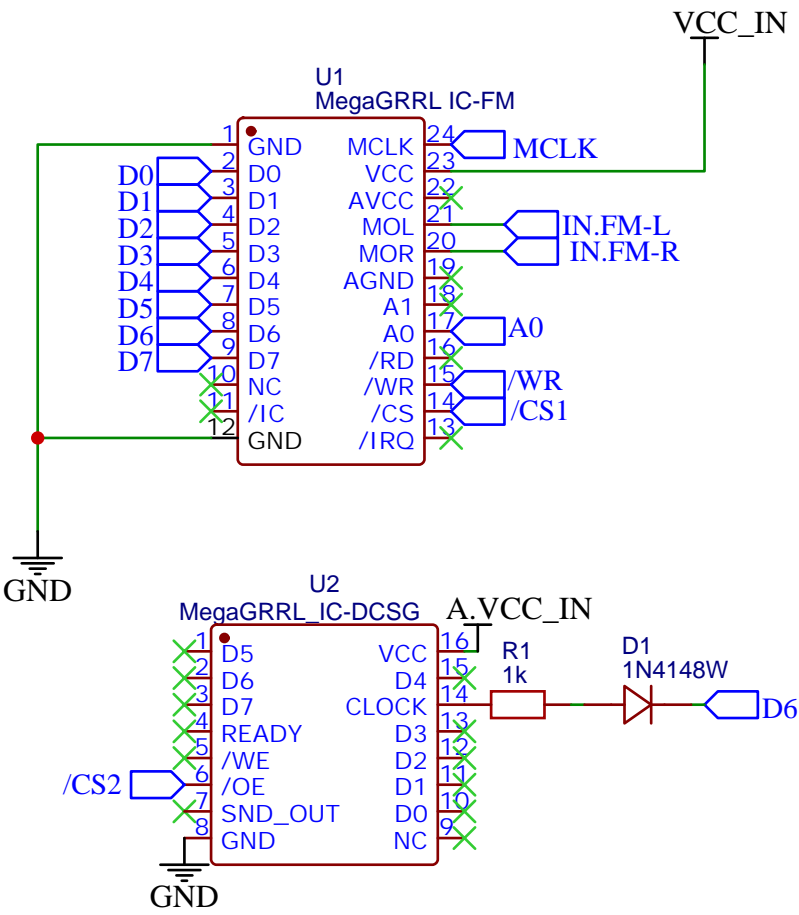 VCC_IN
U1
MegaGRRL IC-FM
1 GND MCLK 24 MCLK
D0 2 D0 VCC 23
D1 3 D1 AVCC 22
D2 4 D2 MOL 21 IN.FM-L
D3 5 D3 MOR 20 IN.FM-R
D4 6 D4 AGND 19
D5 7 D5 A1 18
D6 8 D6 A0 17 A0
D7 9 D7 /RD 16
10 NC /WR 15 /WR
11 /IC /CS 14 /CS1
12 GND /IRQ 13
GND
U2
MegaGRRL_IC-DCSG
A.VCC_IN
R1
1k
D1
1N4148W
1 D5 VCC 16
2 D6 D4 15
3 D7 CLOCK 14 D6
4 READY D3 13
5 /WE D2 12
/CS2 6 /OE D1 11
7 SND_OUT D0 10
8 GND NC 9
GND